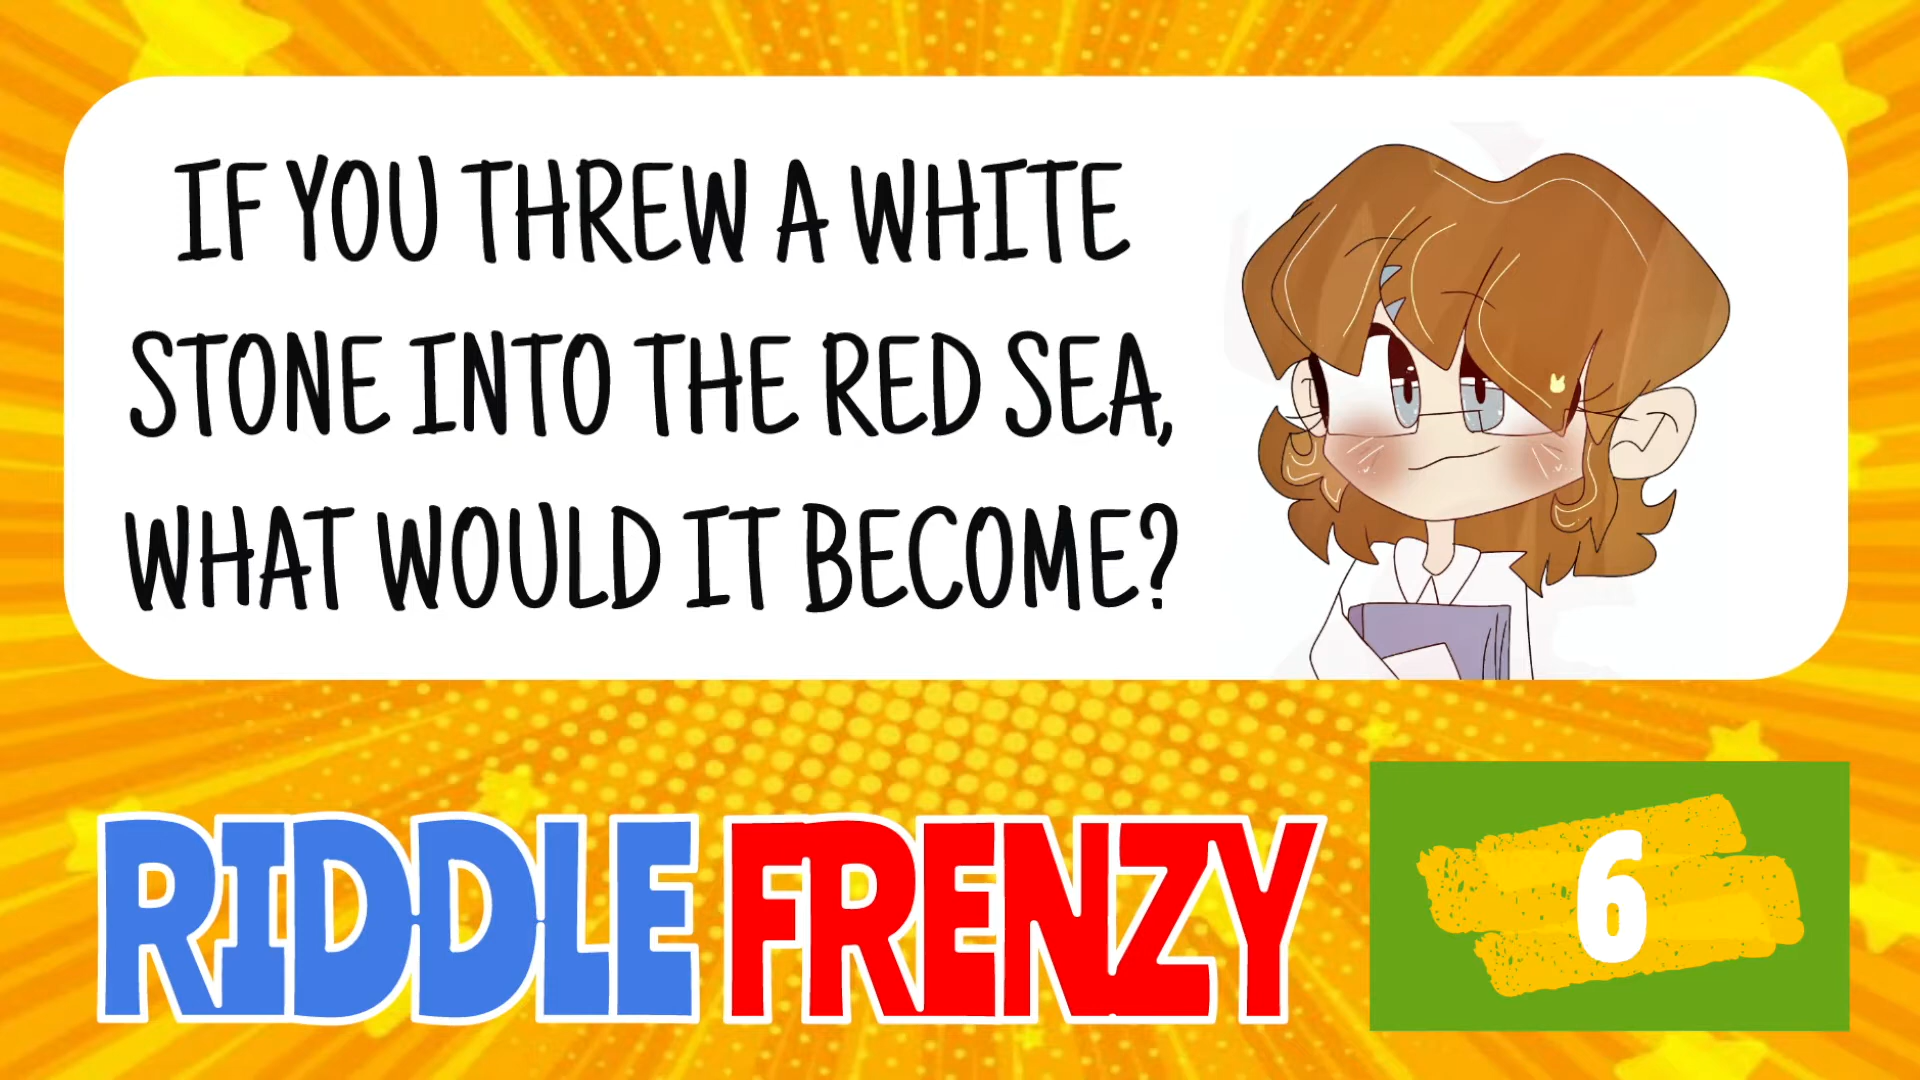 IF YOU THREW A WHITE
STONE INTO THE RED SEA,
WHAT WOULD IT BECOME?
RIDDLE FRENZY
6